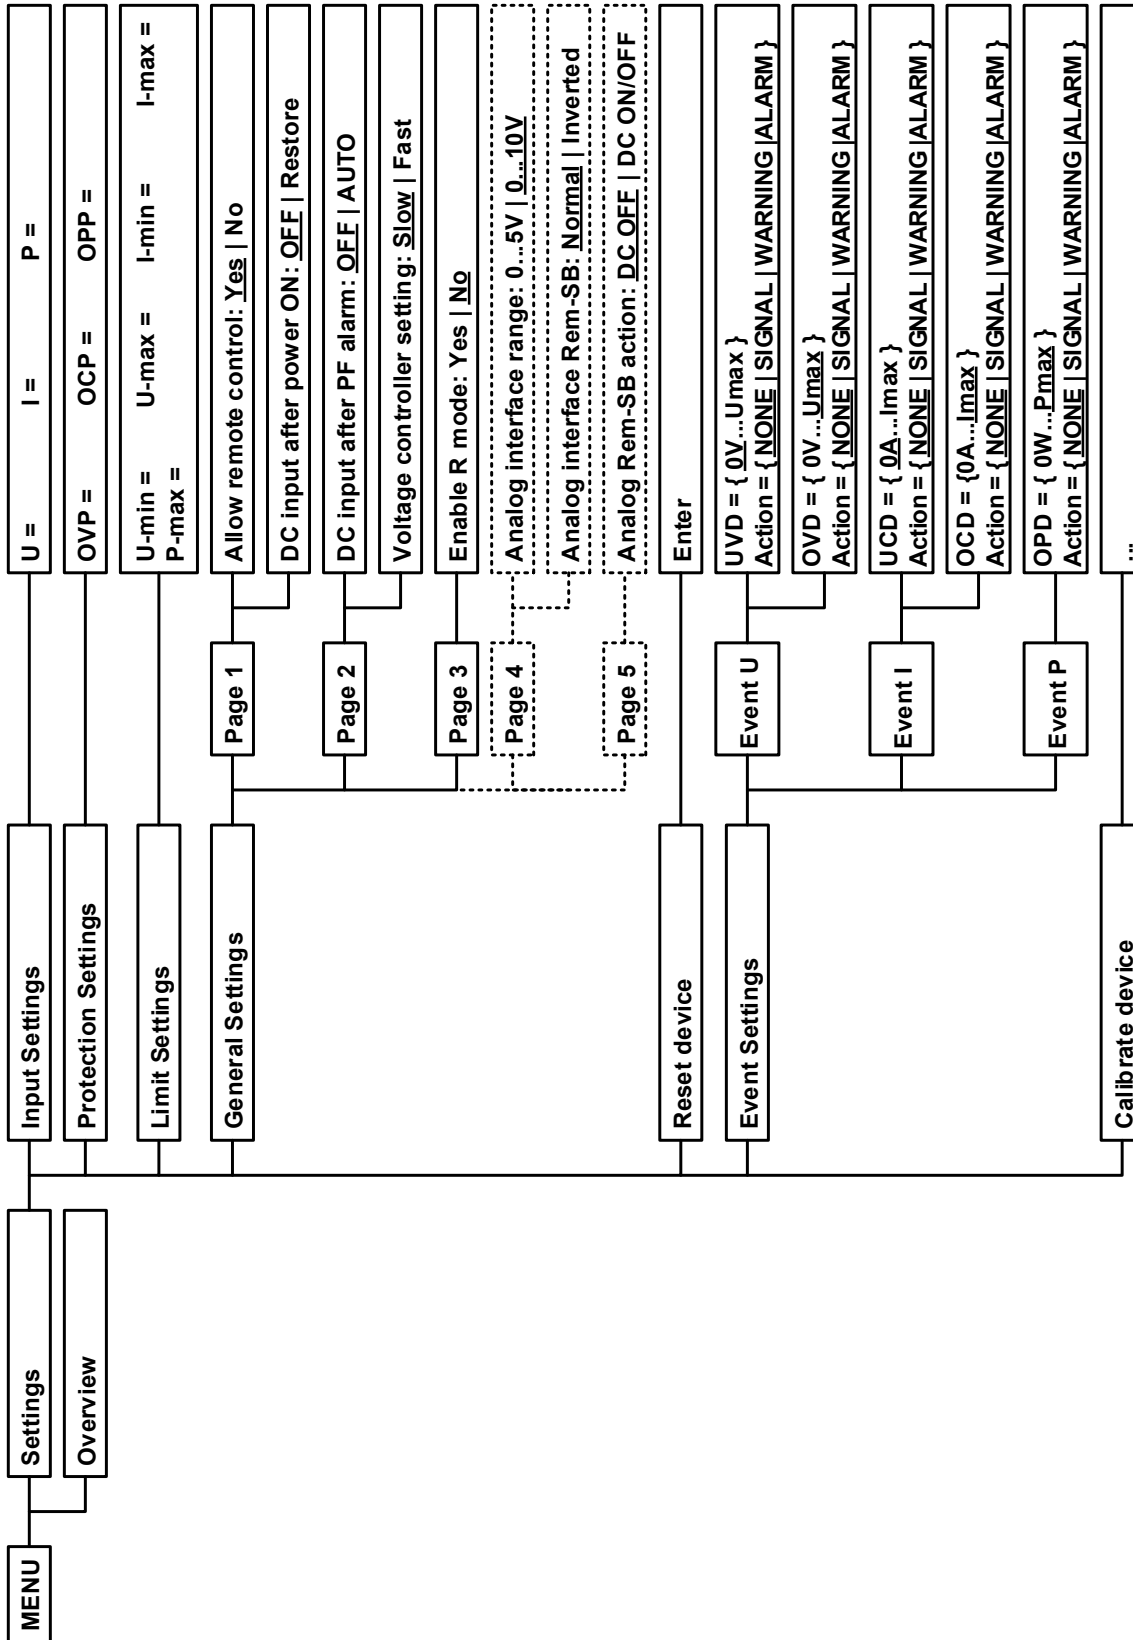 MENU
Settings
Overview
Input Settings
U = I = P =
Protection Settings
OVP = OCP = OPP =
Limit Settings
U-min = U-max = I-min = I-max =
P-max =
General Settings
Page 1
Allow remote control: Yes | No
DC input after power ON: OFF | Restore
Page 2
DC input after PF alarm: OFF | AUTO
Voltage controller setting: Slow | Fast
Page 3
Enable R mode: Yes | No
Page 4
Analog interface range: 0...5V | 0...10V
Analog interface Rem-SB: Normal | Inverted
Page 5
Analog Rem-SB action: DC OFF | DC ON/OFF
Reset device
Enter
Event Settings
Event U
UVD = { 0V...Umax }
Action = { NONE | SIGNAL | WARNING |ALARM }
OVD = { 0V...Umax }
Action = { NONE | SIGNAL | WARNING |ALARM }
Event I
UCD = { 0A...Imax }
Action = { NONE | SIGNAL | WARNING |ALARM }
OCD = {0A...Imax }
Action = { NONE | SIGNAL | WARNING |ALARM }
Event P
OPD = { 0W...Pmax }
Action = { NONE | SIGNAL | WARNING |ALARM }
Calibrate device
...